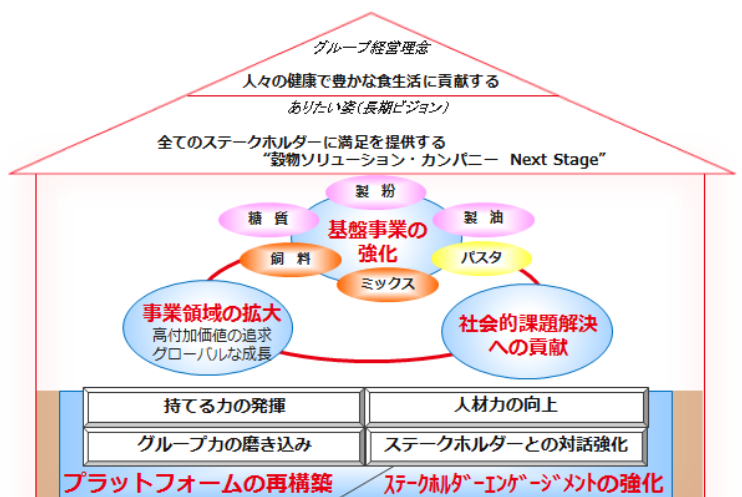 グループ経営理念
人々の健康で豊かな食生活に貢献する
ありたい姿(長期ビジョン)
全てのステークホルダーに満足を提供する
“穀物ソリューション・カンパニー Next Stage”
製 粉
糖 質
製 油
基盤事業の
強化
飼 料
パスタ
ミックス
事業領域の拡大
高付加価値の追求
グローバルな成長
社会的課題解決
への貢献
持てる力の発揮
人材力の向上
グループ力の磨き込み
ステークホルダーとの対話強化
プラットフォームの再構築
ステークホルダーエンゲージメントの強化